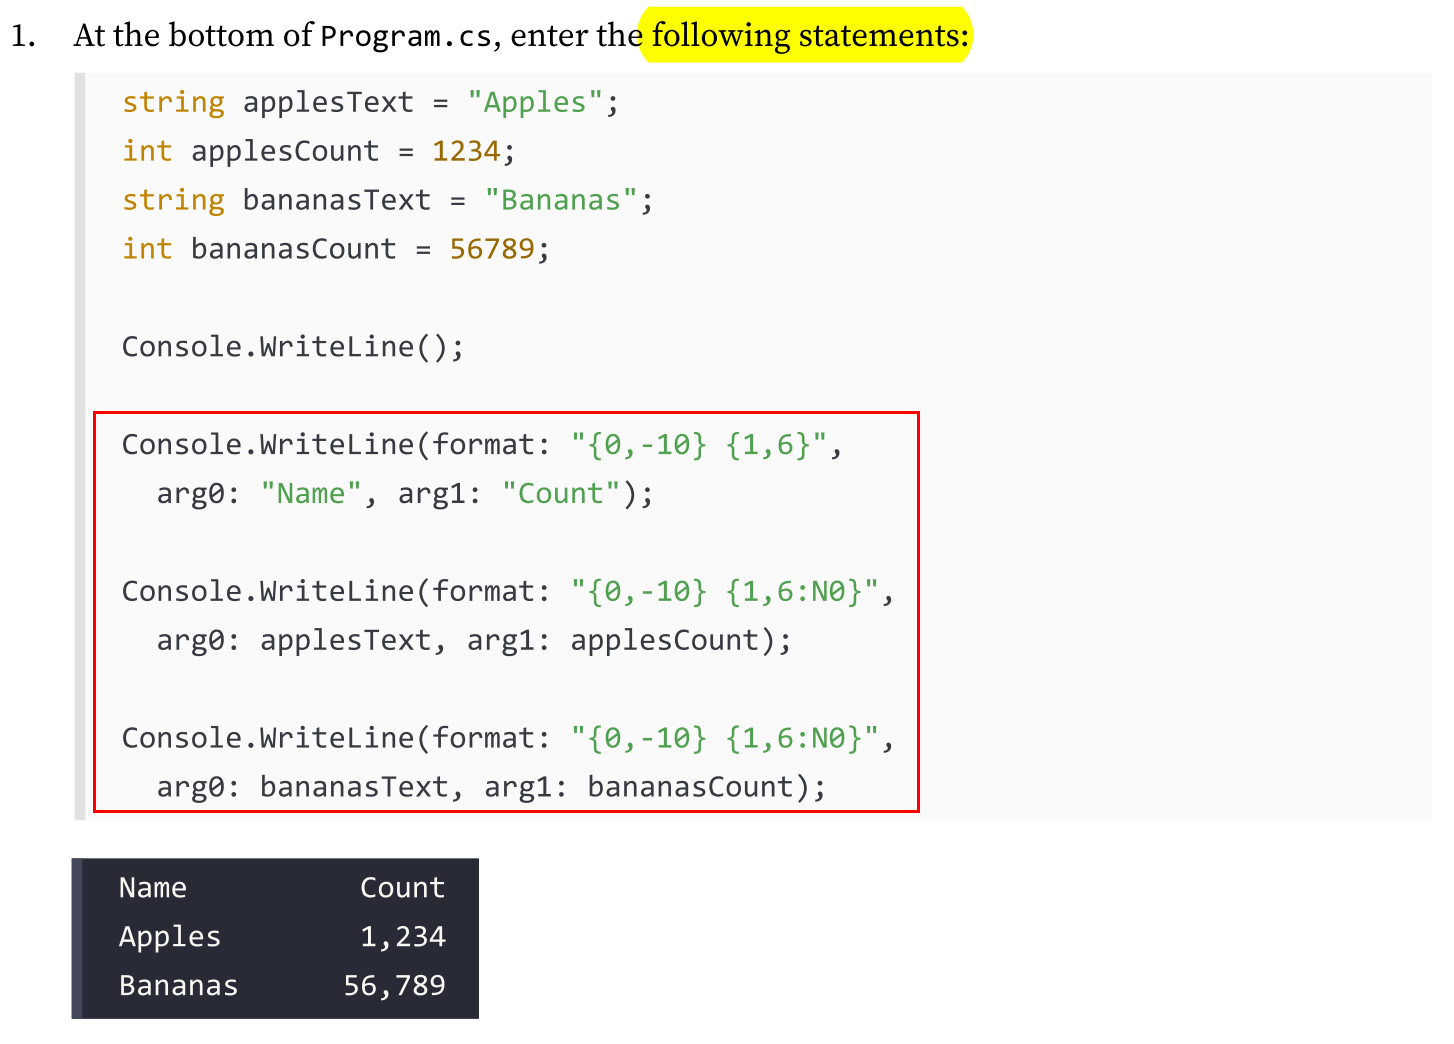 1. At the bottom of Program.cs, enter the following statements:
string applesText = "Apples";
int applesCount = 1234;
string bananasText = "Bananas";
int bananasCount = 56789;
Console.WriteLine();
Console.WriteLine(format: "{0,-10} {1,6}",
arg0: "Name", arg1: "Count");
Console.WriteLine(format: "{0,-10} {1,6:N0}",
arg0: applesText, arg1: applesCount);
Console.WriteLine(format: "{0,-10} {1,6:N0}",
arg0: bananasText, arg1: bananasCount);
Name Count
Apples 1,234
Bananas 56,789